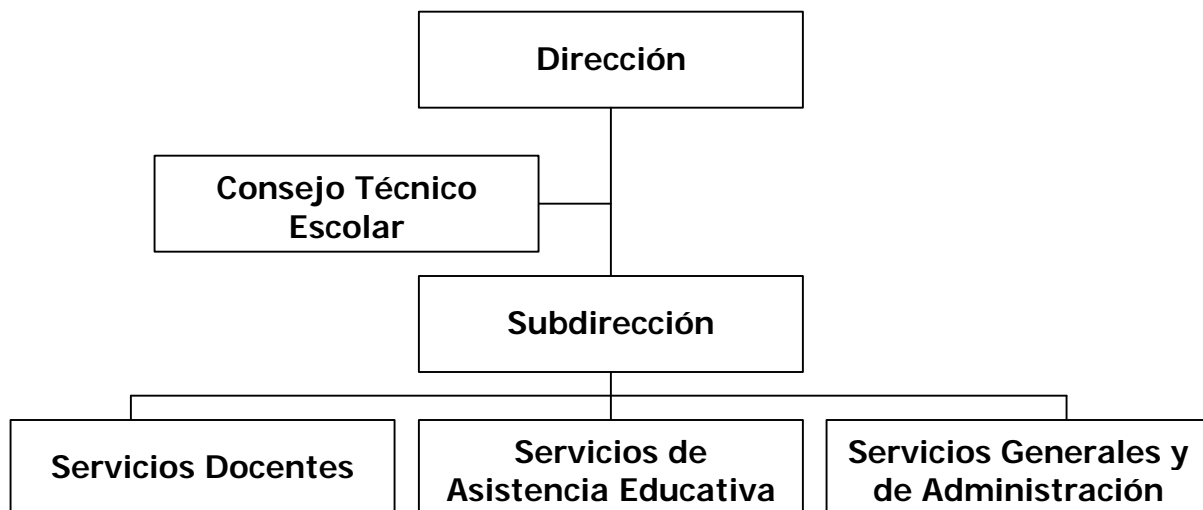 Dirección
Consejo Técnico
Escolar
Subdirección
Servicios Docentes
Servicios de
Asistencia Educativa
Servicios Generales y
de Administración